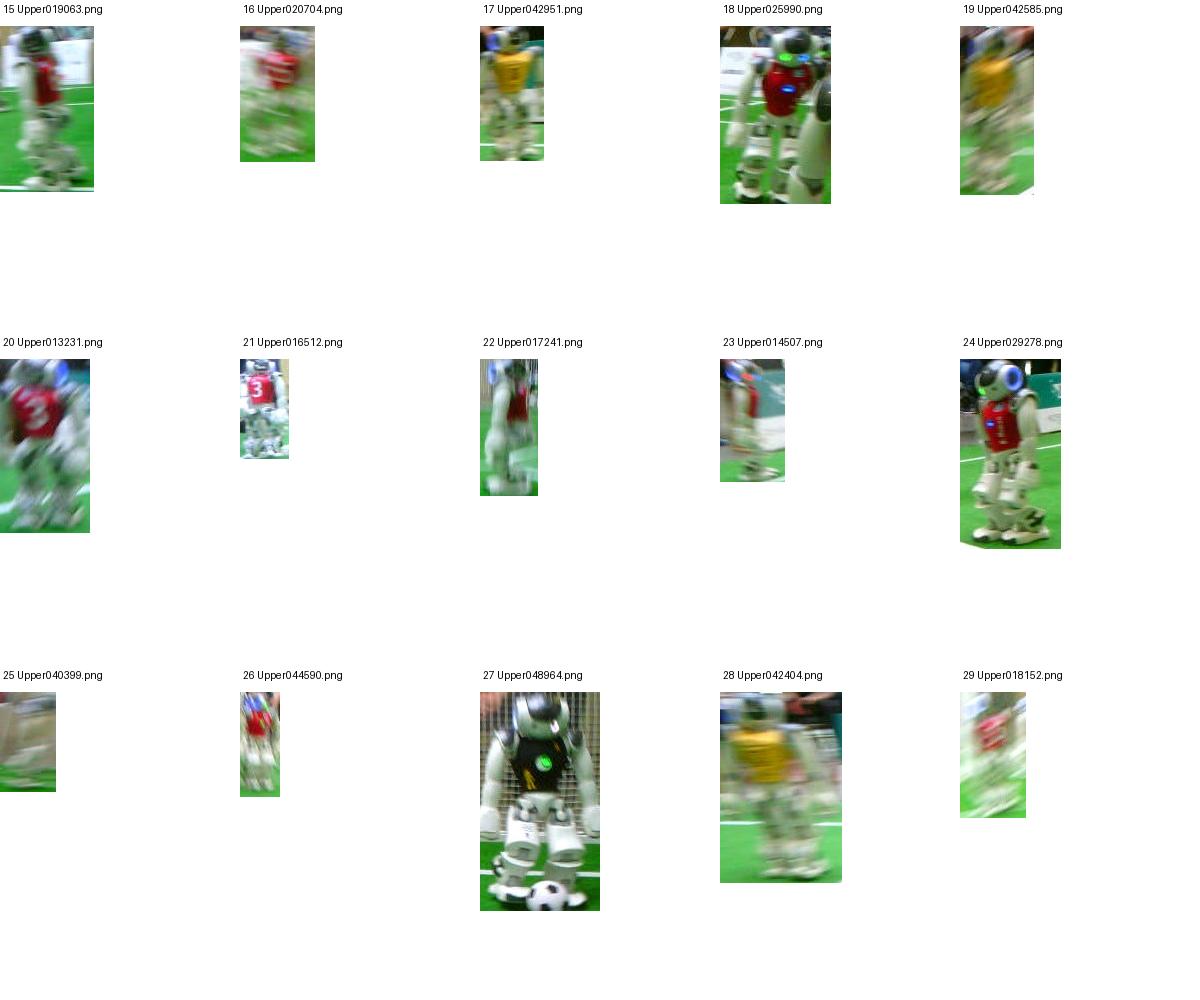 15 Upper019063.png
16 Upper020704.png
17 Upper042951.png
18 Upper025990.png
19 Upper042585.png
20 Upper013231.png
21 Upper016512.png
22 Upper017241.png
23 Upper014507.png
24 Upper029278.png
3
3
25 Upper040399.png
26 Upper044590.png
27 Upper048964.png
28 Upper042404.png
29 Upper018152.png